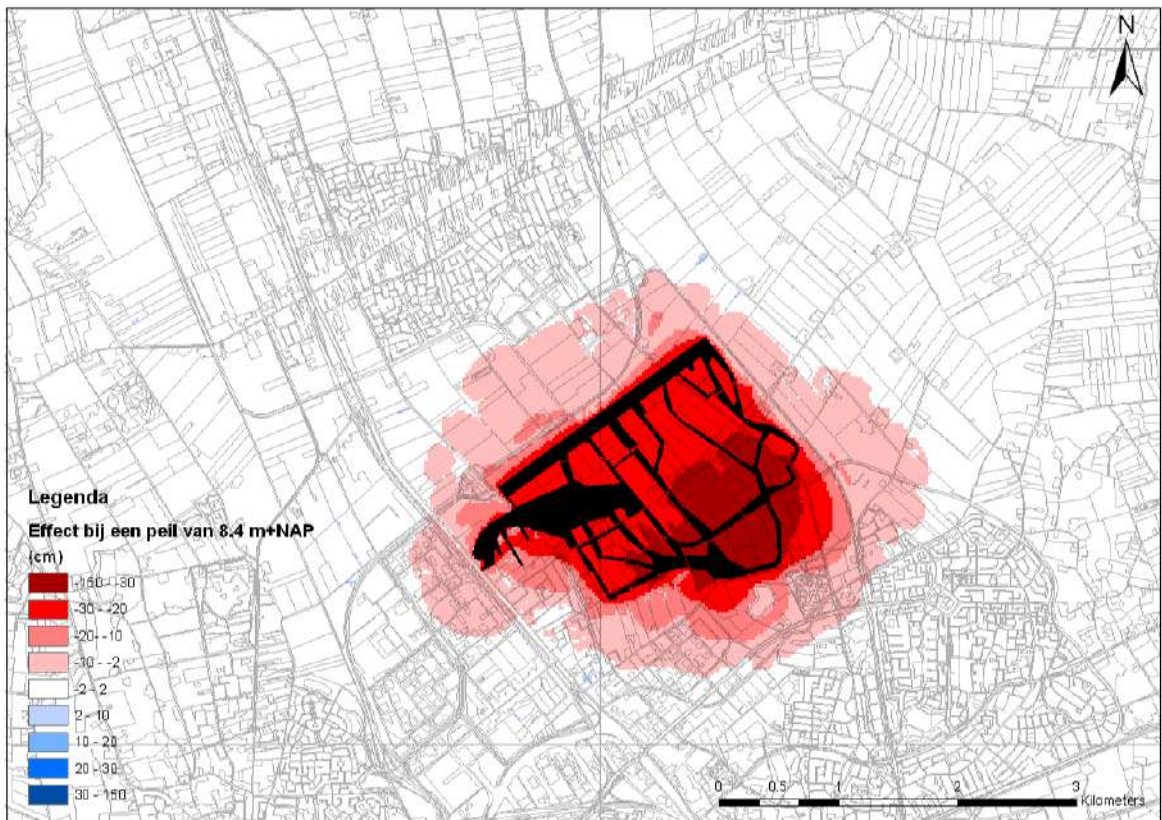 N
Legenda
Effect bij een peil van 8.4 m+NAP
(cm)
-150 - -30
-30 - -20
-20 - -10
-30 - -2
-2 - 2
2 - 10
10 - 20
20 - 30
30 - 150
0 0.5 1 2 3
Kilometers